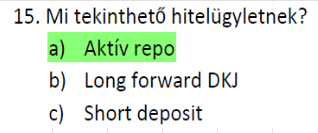 15. Mi tekinthető hitelügyletnek?
a) Aktív repo
b) Long forward DKJ
c) Short deposit